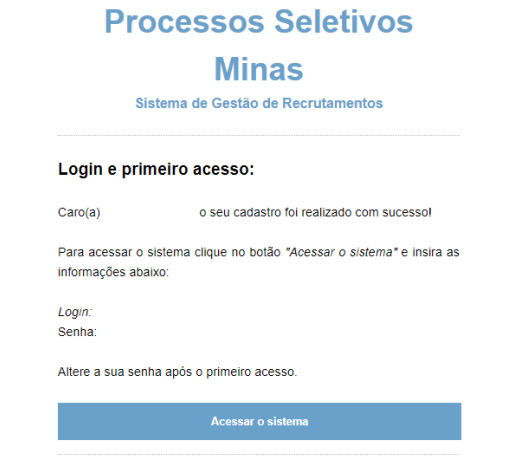 Processos Seletivos
Minas
Sistema de Gestão de Recrutamentos
Login e primeiro acesso:
Caro(a) o seu cadastro foi realizado com sucesso!
Para acessar o sistema clique no botão "Acessar o sistema" e insira as
informações abaixo:
Login:
Senha:
Altere a sua senha após o primeiro acesso.
Acessar o sistema